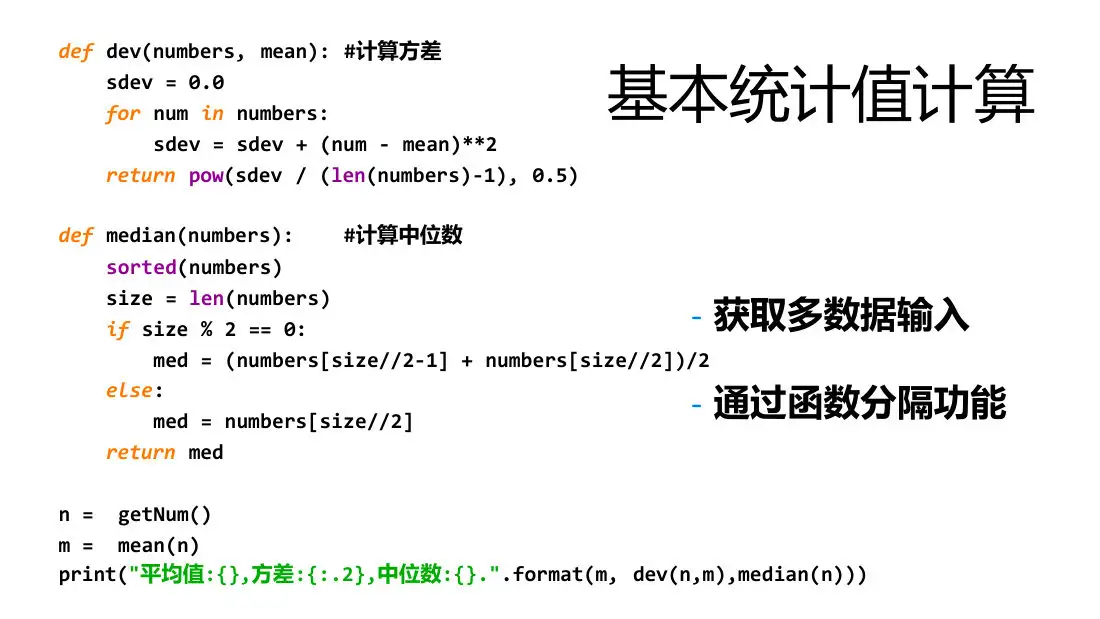 基本统计值计算
def dev(numbers, mean): #计算方差
    sdev = 0.0
    for num in numbers:
        sdev = sdev + (num - mean)**2
    return pow(sdev / (len(numbers)-1), 0.5)
def median(numbers):    #计算中位数
    sorted(numbers)
    size = len(numbers)
    if size % 2 == 0:
        med = (numbers[size//2-1] + numbers[size//2])/2
    else:
        med = numbers[size//2]
    return med
n =  getNum()
m =  mean(n)
print("平均值:{},方差:{:.2},中位数:{}.".format(m, dev(n,m),median(n)))
- 获取多数据输入
- 通过函数分隔功能